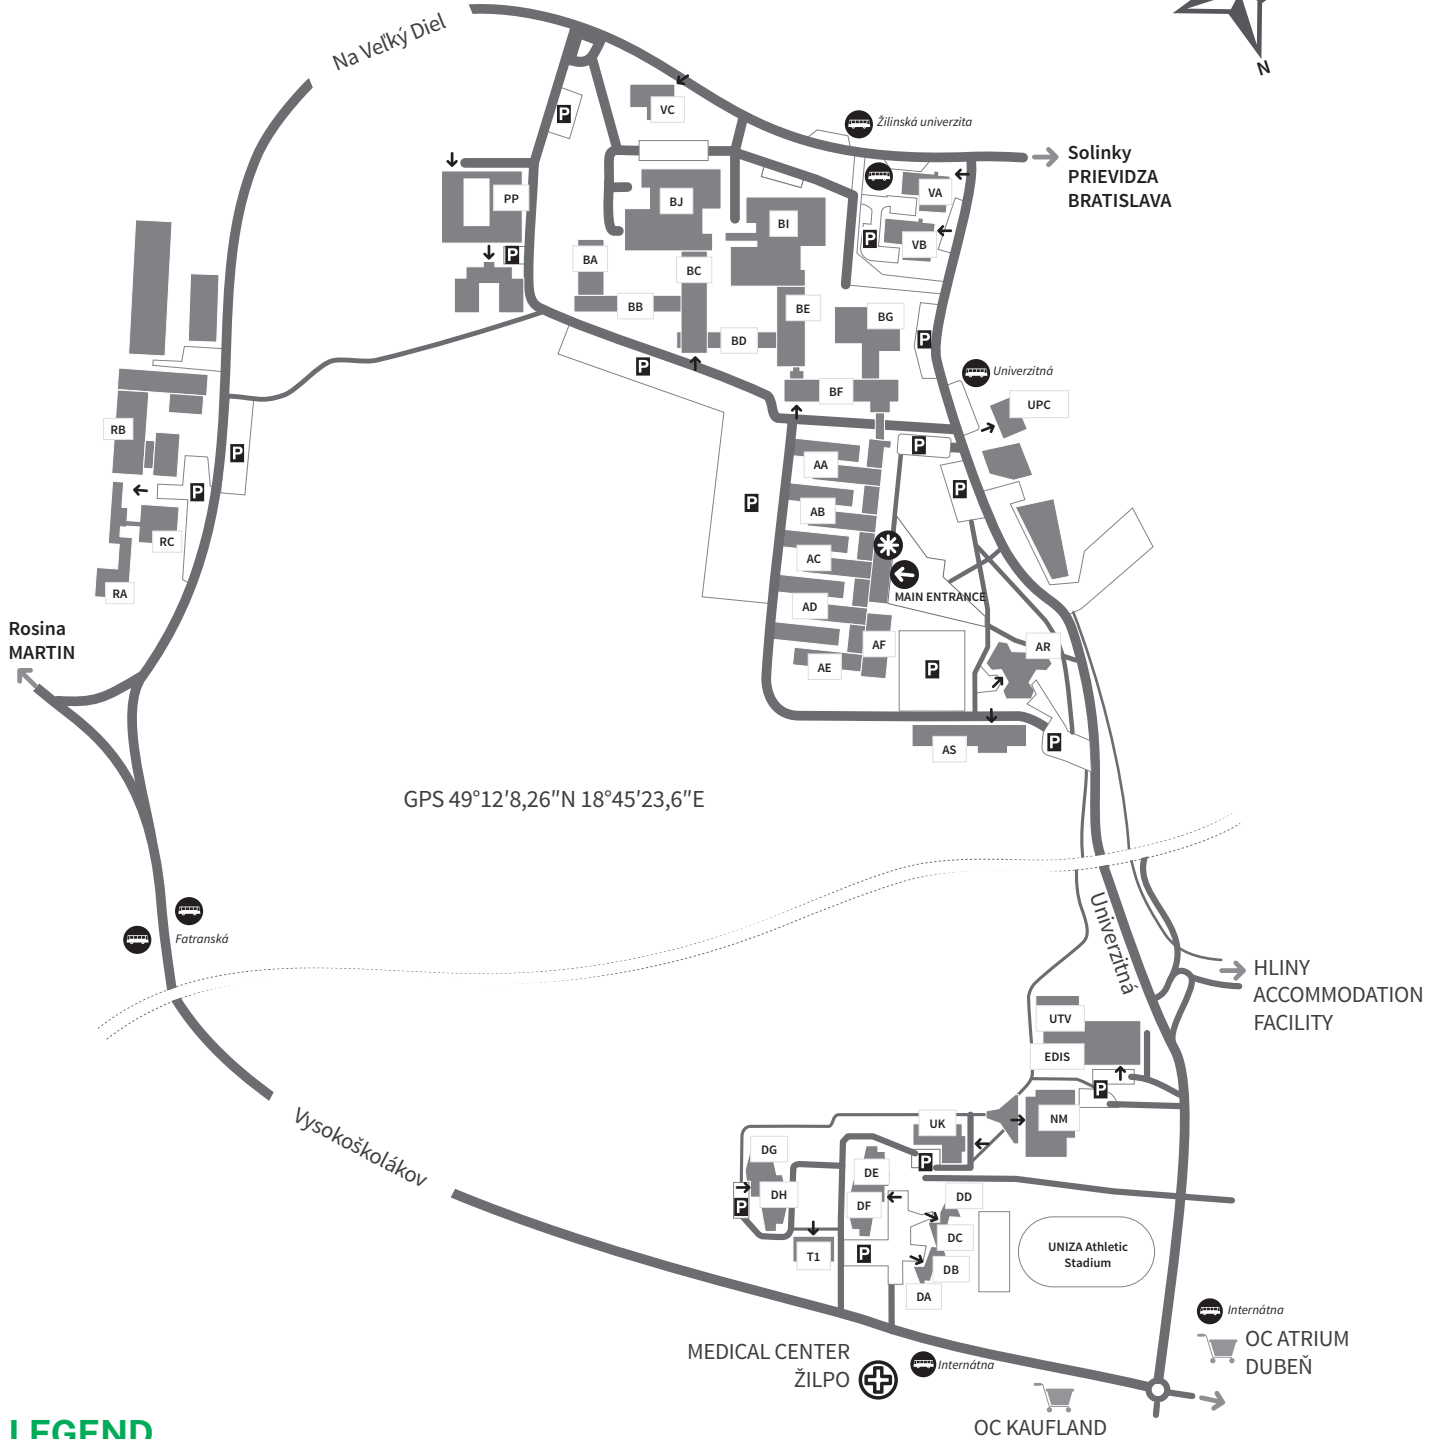 Na Veľký Diel
N
P
VC
Žilinská univerzita
Solinky
PRIEVIDZA
BRATISLAVA
PP
BJ
VA
BI
VB
P
P
BA
BC
BB
BE
BG
BD
P
P
Univerzitná
BF
UPC
RB
P
P
AA
P
P
P
AB
RC
AC
MAIN ENTRANCE
RA
AD
Rosina
MARTIN
AF
AR
AE
P
AS
P
GPS 49°12′8,26″N 18°45′23,6″E
Univerzitná
Fatranská
HLINY
ACCOMMODATION
FACILITY
UTV
EDIS
P
Vysokoškolákov
UK
NM
DG
P
DE
DH
DD
P
DF
DC
T1
P
DB
DA
UNIZA Athletic
Stadium
Internátna
OC ATRIUM
DUBEŇ
MEDICAL CENTER
ŽILPO
Internátna
OC KAUFLAND
LEGEND